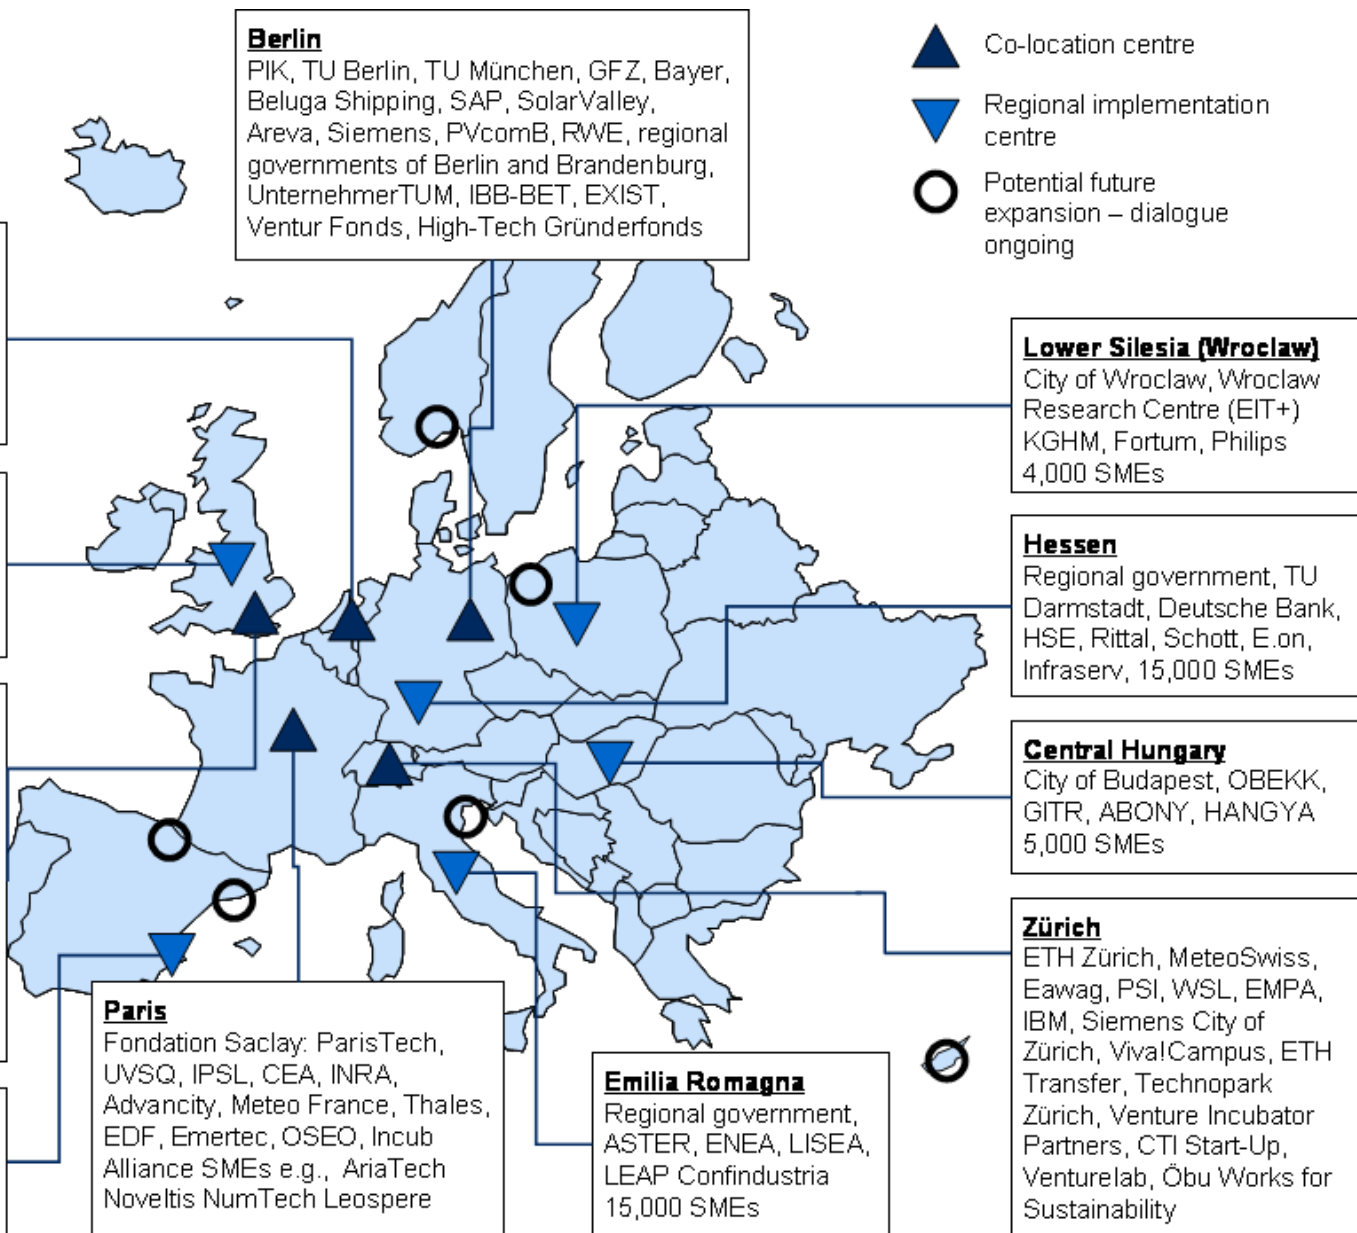 Berlin
PIK, TU Berlin, TU München, GFZ, Bayer,
Beluga Shipping, SAP, SolarValley,
Areva, Siemens, PVcomB, RWE, regional
governments of Berlin and Brandenburg,
UnternehmerTUM, IBB-BET, EXIST,
Ventur Fonds, High-Tech Gründerfonds
Co-location centre
Regional implementation
centre
Potential future
expansion – dialogue
ongoing
Lower Silesia (Wroclaw)
City of Wroclaw, Wroclaw
Research Centre (EIT+)
KGHM, Fortum, Philips
4,000 SMEs
Hessen
Regional government, TU
Darmstadt, Deutsche Bank,
HSE, Rittal, Schott, E.on,
Infraserv, 15,000 SMEs
Central Hungary
City of Budapest, OBEKK,
GITR, ABONY, HANGYA
5,000 SMEs
Zürich
ETH Zürich, MeteoSwiss,
Eawag, PSI, WSL, EMPA,
IBM, Siemens City of
Zürich, Viva!Campus, ETH
Transfer, Technopark
Zürich, Venture Incubator
Partners, CTI Start-Up,
Venturelab, Öbu Works for
Sustainability
Paris
Fondation Saclay: ParisTech,
UVSQ, IPSL, CEA, INRA,
Advancity, Meteo France, Thales,
EDF, Emertec, OSEO, Incub
Alliance SMEs e.g., AriaTech
Noveltis NumTech Leospere
Emilia Romagna
Regional government,
ASTER, ENEA, LISEA,
LEAP Confindustria
15,000 SMEs